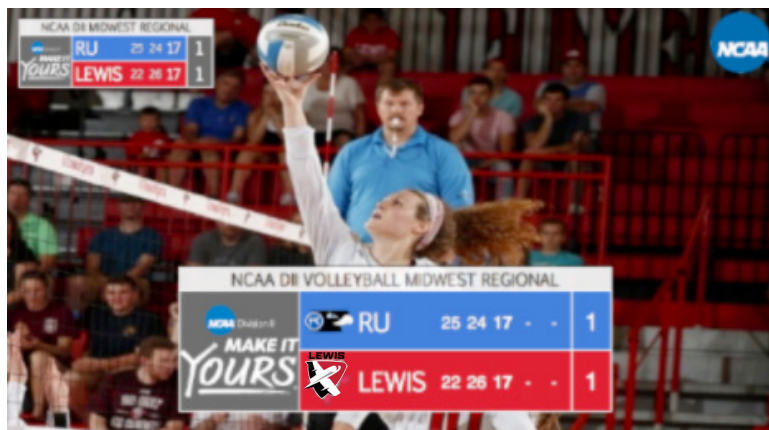 NCAA DII MIDWEST REGIONAL
RU 25 24 17 1
MAKE IT
YOURS
LEWIS 22 26 17 1
NCAA
NCAA DII VOLLEYBALL MIDWEST REGIONAL
NCAA Division II
RU 25 24 17 - - 1
MAKE IT
YOURS
LEWIS
LEWIS 22 26 17 - - 1